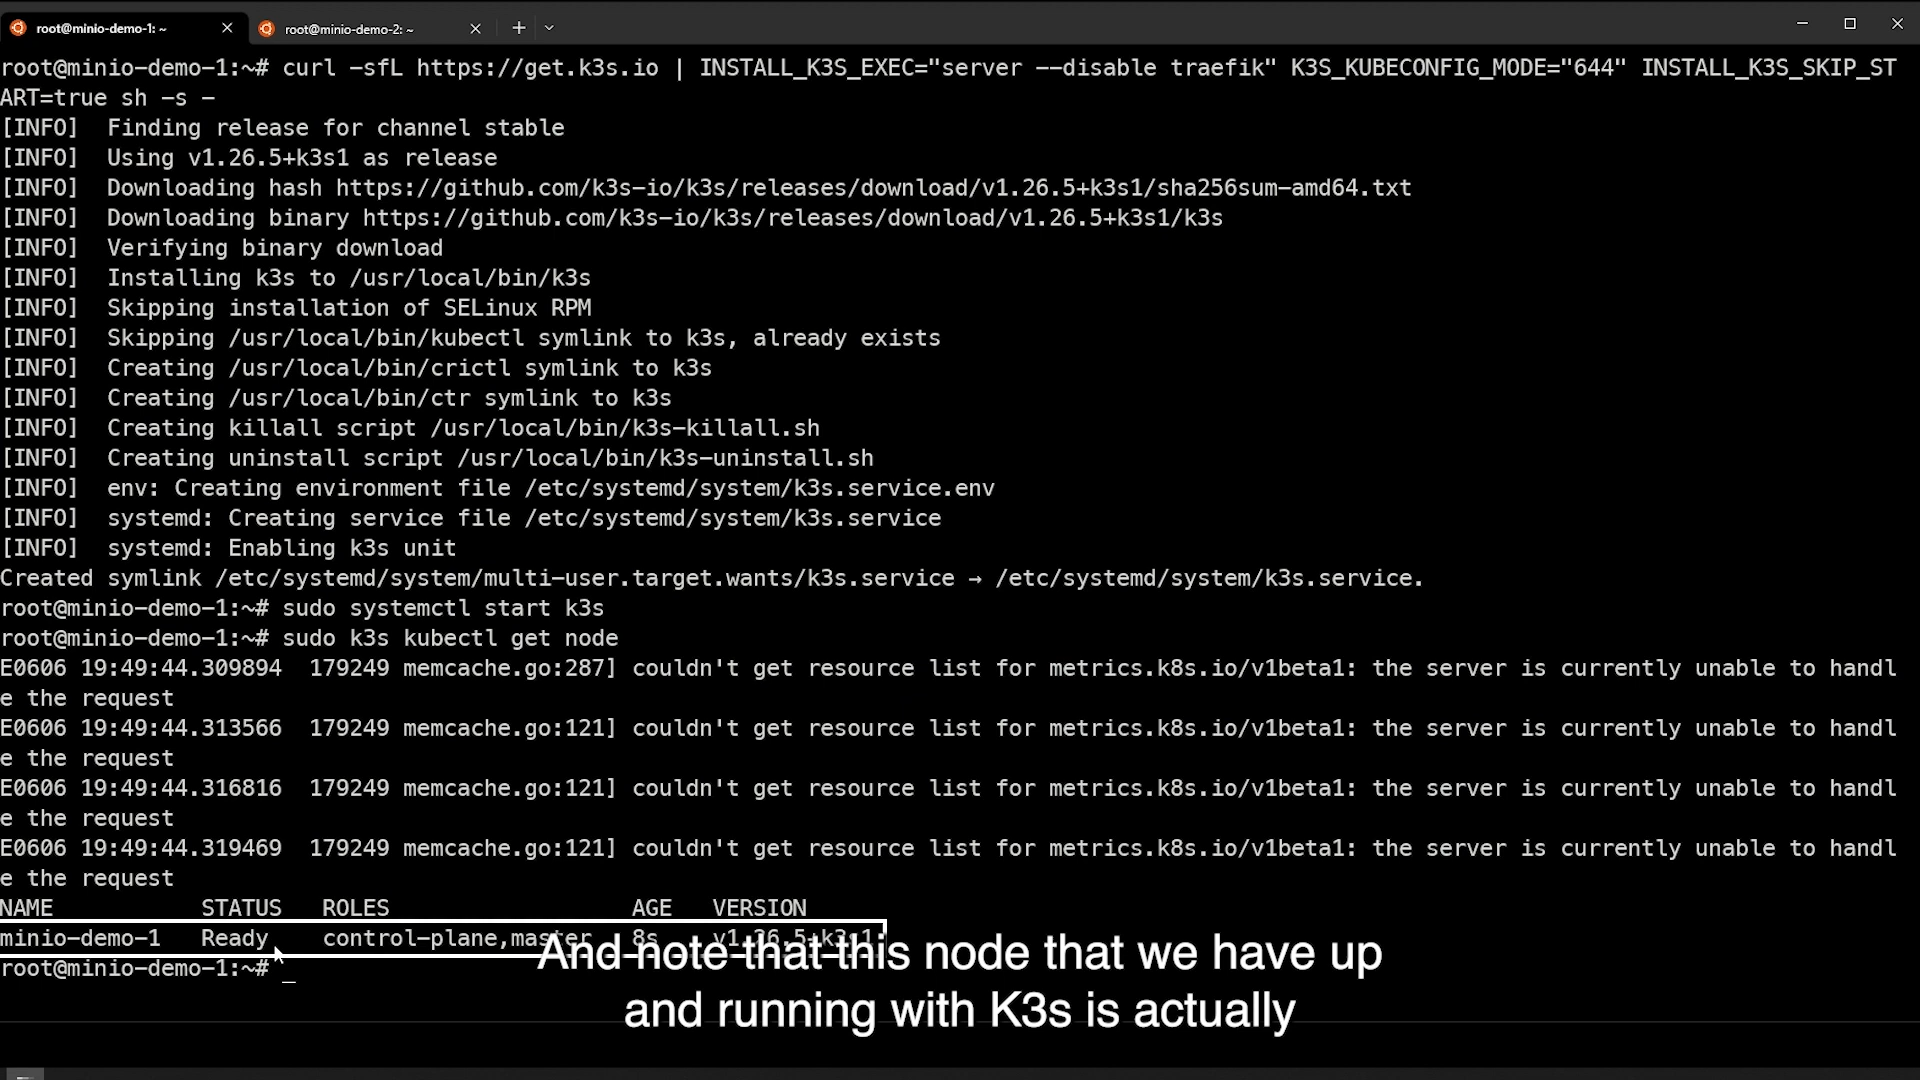 root@minio-demo-1: ~
root@minio-demo-2: ~
root@minio-demo-1:~# curl -sfL https://get.k3s.io | INSTALL_K3S_EXEC="server --disable traefik" K3S_KUBECONFIG_MODE="644" INSTALL_K3S_SKIP_ST
ART=true sh -s -
[INFO]  Finding release for channel stable
[INFO]  Using v1.26.5+k3s1 as release
[INFO]  Downloading hash https://github.com/k3s-io/k3s/releases/download/v1.26.5+k3s1/sha256sum-amd64.txt
[INFO]  Downloading binary https://github.com/k3s-io/k3s/releases/download/v1.26.5+k3s1/k3s
[INFO]  Verifying binary download
[INFO]  Installing k3s to /usr/local/bin/k3s
[INFO]  Skipping installation of SELinux RPM
[INFO]  Skipping /usr/local/bin/kubectl symlink to k3s, already exists
[INFO]  Creating /usr/local/bin/crictl symlink to k3s
[INFO]  Creating /usr/local/bin/ctr symlink to k3s
[INFO]  Creating killall script /usr/local/bin/k3s-killall.sh
[INFO]  Creating uninstall script /usr/local/bin/k3s-uninstall.sh
[INFO]  env: Creating environment file /etc/systemd/system/k3s.service.env
[INFO]  systemd: Creating service file /etc/systemd/system/k3s.service
[INFO]  systemd: Enabling k3s unit
Created symlink /etc/systemd/system/multi-user.target.wants/k3s.service → /etc/systemd/system/k3s.service.
root@minio-demo-1:~# sudo systemctl start k3s
root@minio-demo-1:~# sudo k3s kubectl get node
E0606 19:49:44.309894  179249 memcache.go:287] couldn't get resource list for metrics.k8s.io/v1beta1: the server is currently unable to handl
e the request
E0606 19:49:44.313566  179249 memcache.go:121] couldn't get resource list for metrics.k8s.io/v1beta1: the server is currently unable to handl
e the request
E0606 19:49:44.316816  179249 memcache.go:121] couldn't get resource list for metrics.k8s.io/v1beta1: the server is currently unable to handl
e the request
E0606 19:49:44.319469  179249 memcache.go:121] couldn't get resource list for metrics.k8s.io/v1beta1: the server is currently unable to handl
e the request
NAME           STATUS   ROLES                  AGE   VERSION
minio-demo-1   Ready    control-plane,master   8s    v1.26.5+k3s1
root@minio-demo-1:~# _
And note that this node that we have up
and running with K3s is actually